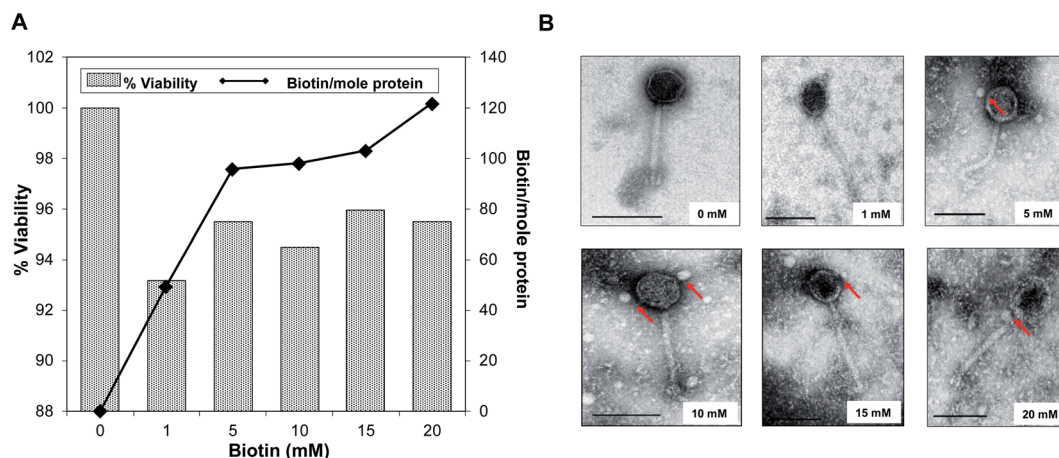 A
102
100
98
96
94
92
90
88
% Viability
% Viability
Biotin/mole protein
140
120
100
80
60
40
20
0
Biotin/mole protein
0 1 5 10 15 20
Biotin (mM)
B
0 mM
1 mM
5 mM
10 mM
15 mM
20 mM